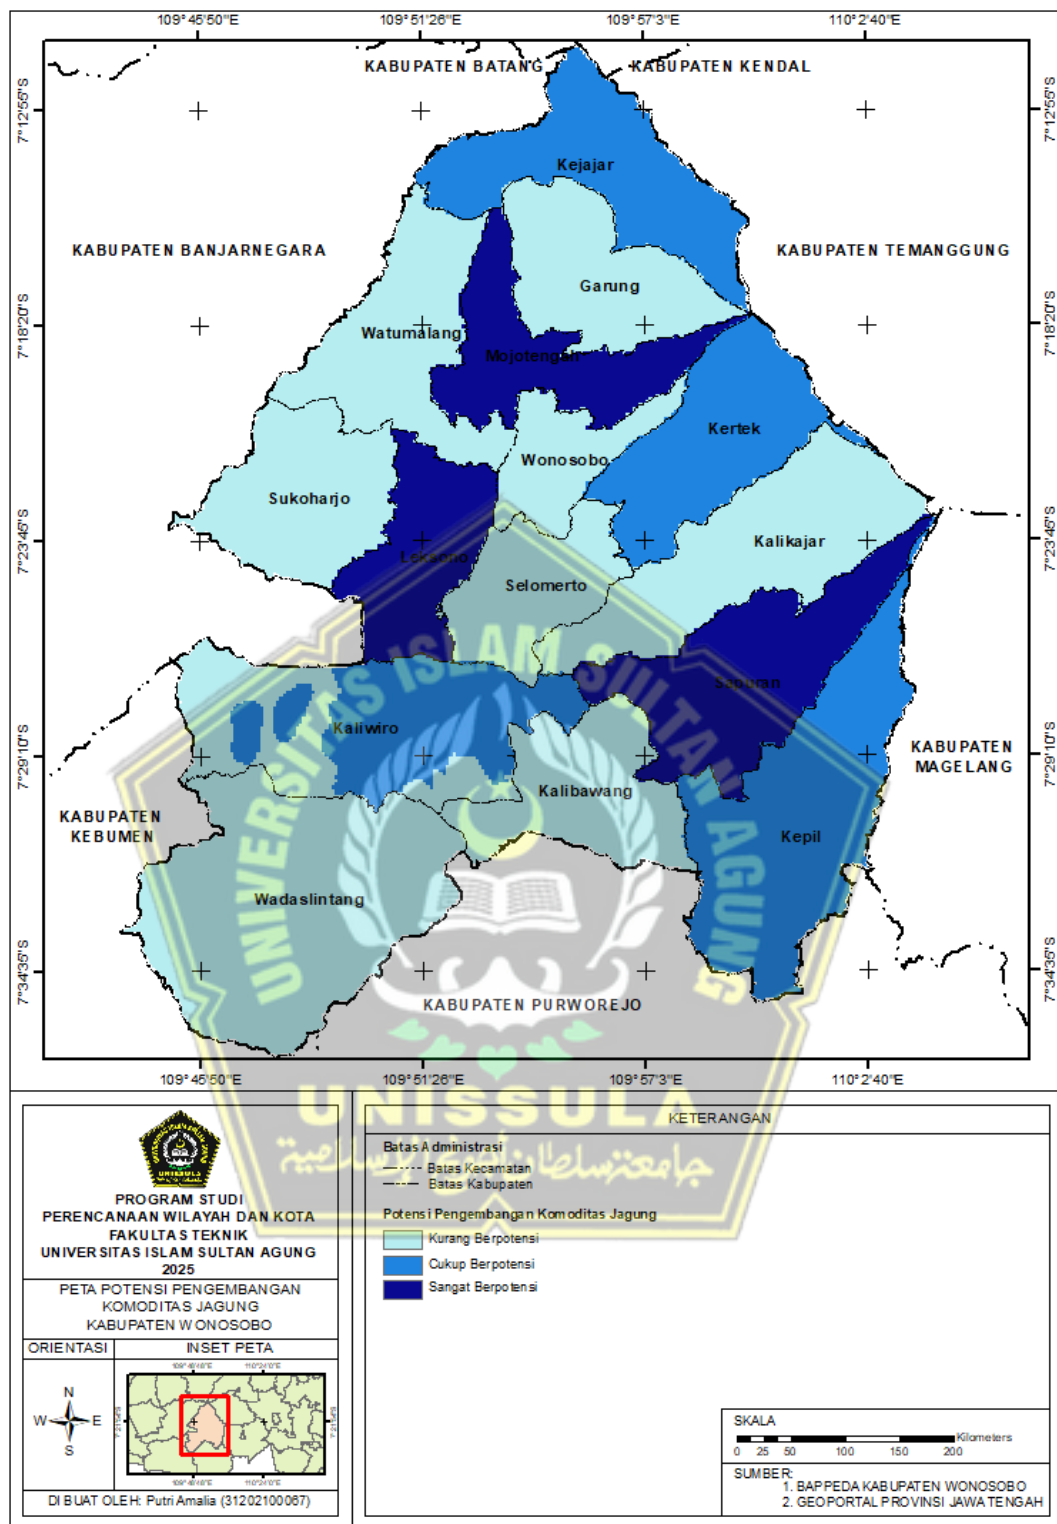 109°45'50"E 109°51'26"E 109°57'3"E 110°2'40"E
KABUPATEN BATANG
KABUPATEN KENDAL
7°12'55"S
7°12'55"S
Kejajar
KABUPATEN BANJARNEGARA
KABUPATEN TEMANGGUNG
Garung
7°18'20"S
7°18'20"S
Watumalang
Mojotengah
Kertek
Wonosobo
Sukoharjo
7°23'45"S
7°23'45"S
Kalikajar
Leksono
Selomerto
Sapuran
Kaliwiro
7°29'10"S
7°29'10"S
KABUPATEN
MAGELANG
Kalibawang
KABUPATEN
KEBUMEN
Kepil
Wadaslintang
7°34'35"S
7°34'35"S
KABUPATEN PURWOREJO
UNIVERSITAS ISLAM SULTAN AGUNG
UNISSULA
جامعة سلطان أجونج الإسلامية
109°45'50"E 109°51'26"E 109°57'3"E 110°2'40"E
UNISSULA
PROGRAM STUDI
PERENCANAAN WILAYAH DAN KOTA
FAKULTAS TEKNIK
UNIVERSITAS ISLAM SULTAN AGUNG
2025
PETA POTENSI PENGEMBANGAN
KOMODITAS JAGUNG
KABUPATEN WONOSOBO
ORIENTASI
INSET PETA
N
W E
S
DI BUAT OLEH: Putri Amalia (31202100067)
KETERANGAN
Batas Administrasi
Batas Kecamatan
Batas Kabupaten
Potensi Pengembangan Komoditas Jagung
Kurang Berpotensi
Cukup Berpotensi
Sangat Berpotensi
SKALA
Kilometers
0 25 50 100 150 200
SUMBER:
1. BAPPEDA KABUPATEN WONOSOBO
2. GEOPORTAL PROVINSI JAWA TENGAH